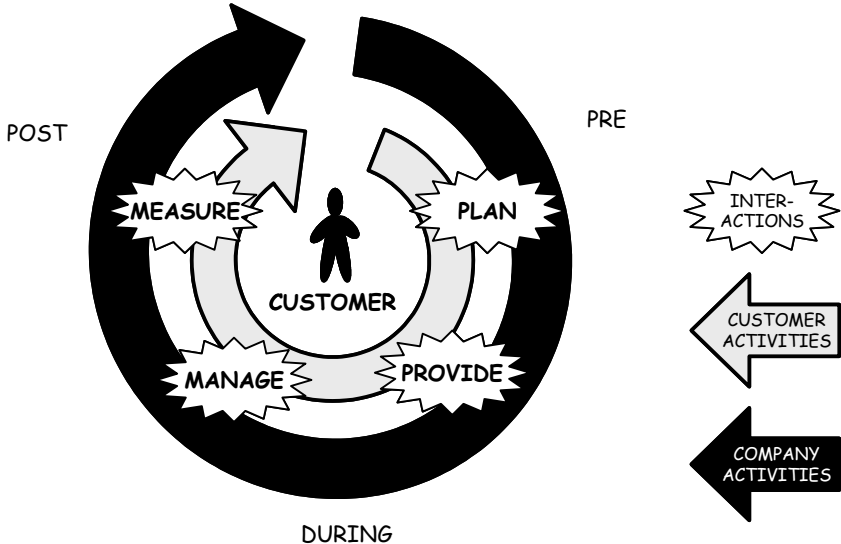 POST
PRE
MEASURE
PLAN
CUSTOMER
MANAGE
PROVIDE
DURING
INTER-
ACTIONS
CUSTOMER
ACTIVITIES
COMPANY
ACTIVITIES